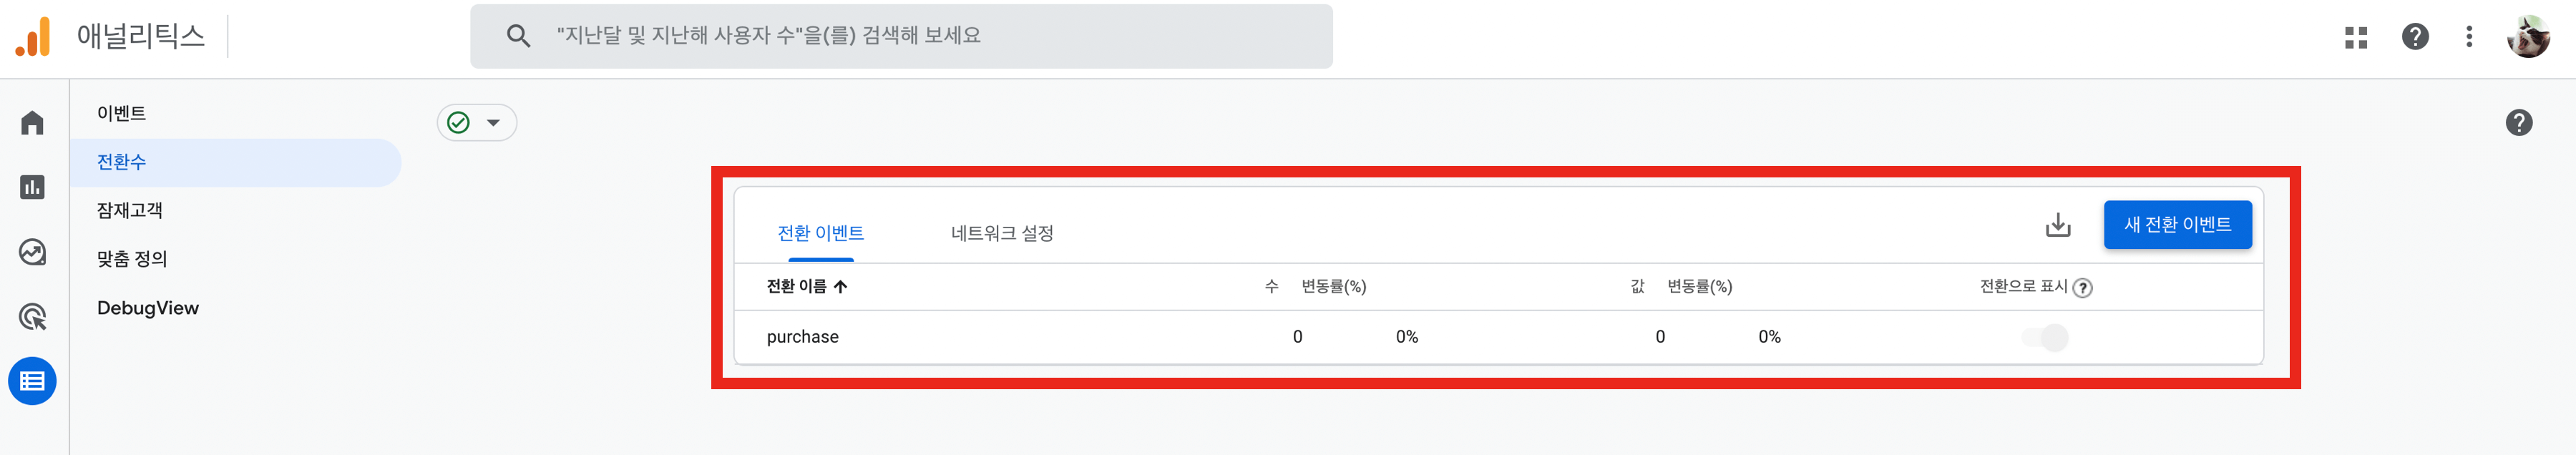 애널리틱스
"지난달 및 지난해 사용자 수"을(를) 검색해 보세요
이벤트
전환수
잠재고객
맞춤 정의
DebugView
전환 이벤트 네트워크 설정 새 전환 이벤트
전환 이름 수 변동률(%) 값 변동률(%) 전환으로 표시
purchase 0 0% 0 0%